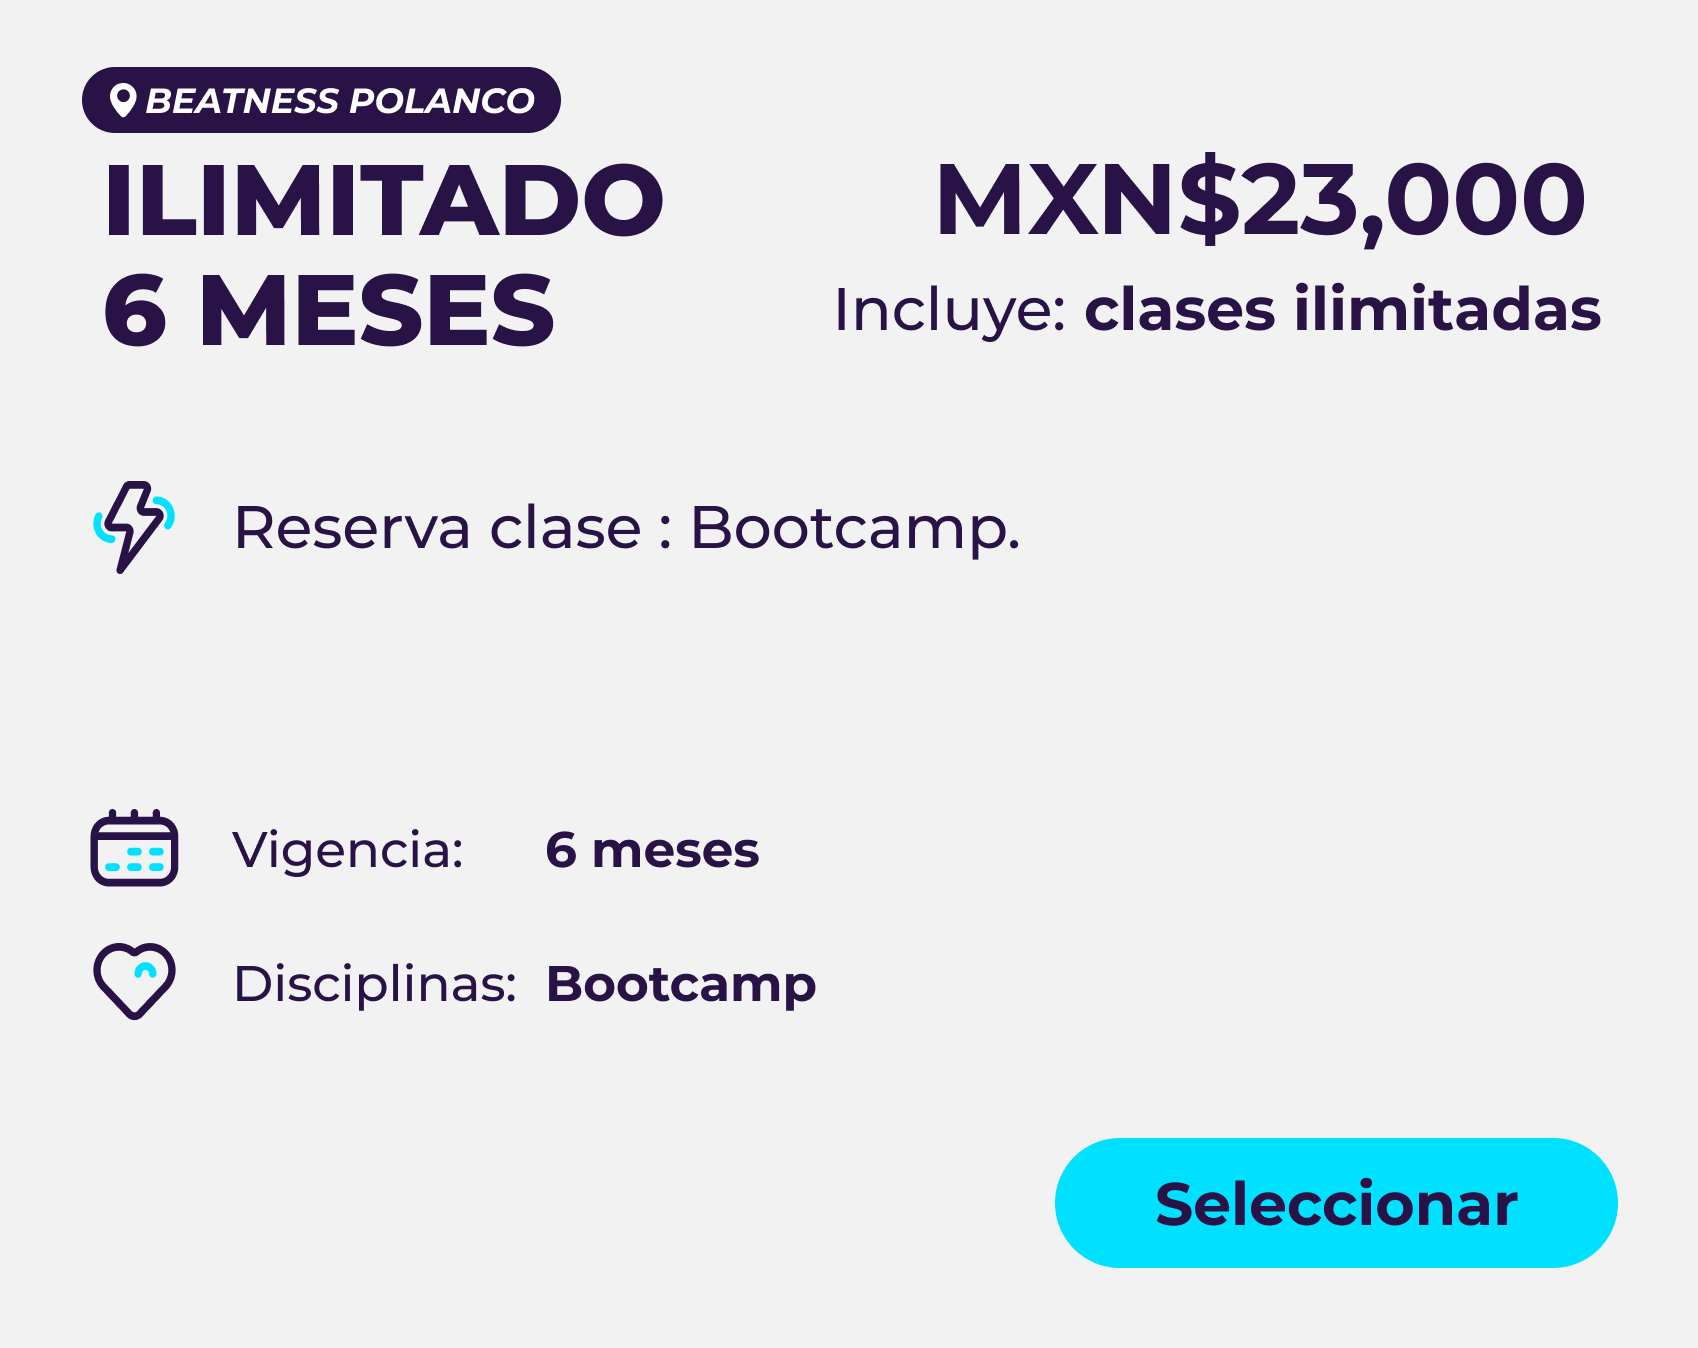 BEATNESS POLANCO
ILIMITADO
6 MESES
MXN$23,000
Incluye: clases ilimitadas
Reserva clase : Bootcamp.
Vigencia: 6 meses
Disciplinas: Bootcamp
Seleccionar